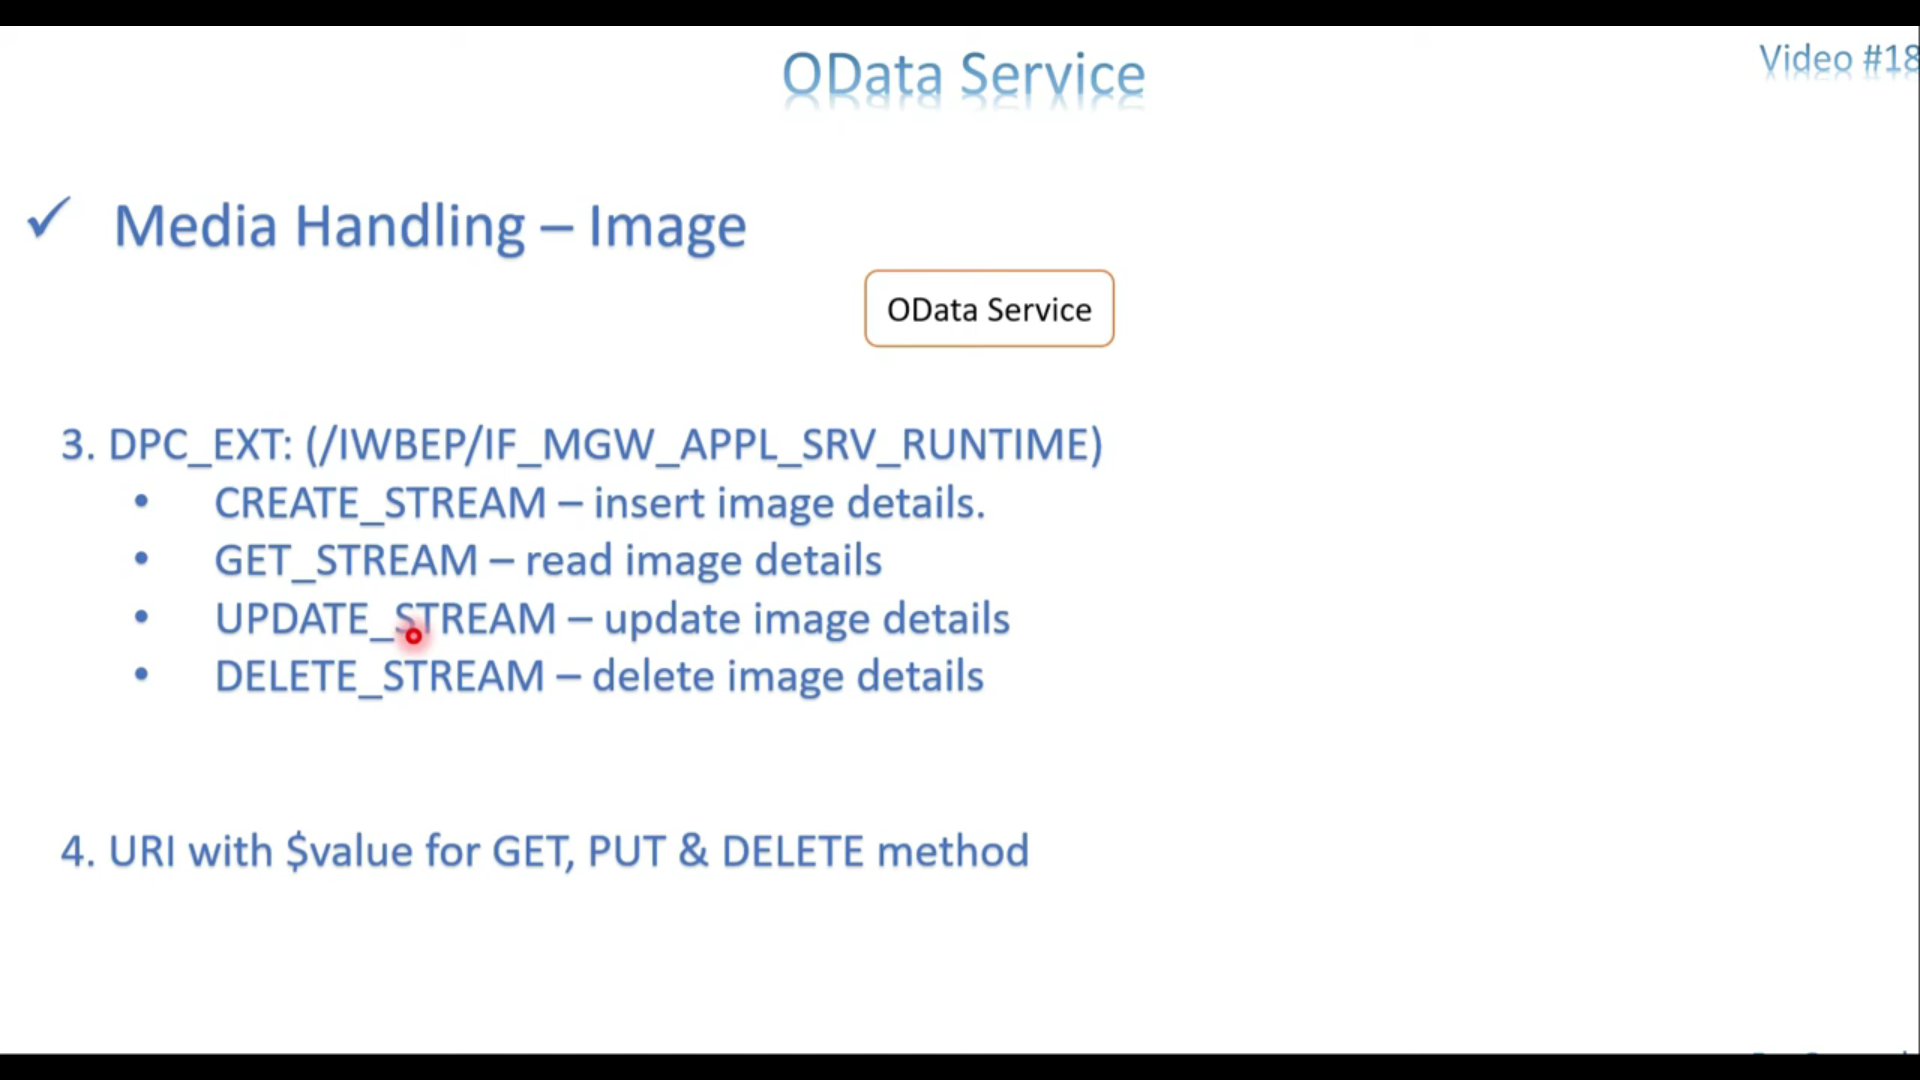 OData Service
Video #18
✓ Media Handling – Image
OData Service
3. DPC_EXT: (/IWBEP/IF_MGW_APPL_SRV_RUNTIME)
• CREATE_STREAM – insert image details.
• GET_STREAM – read image details
• UPDATE_STREAM – update image details
• DELETE_STREAM – delete image details
4. URI with $value for GET, PUT & DELETE method